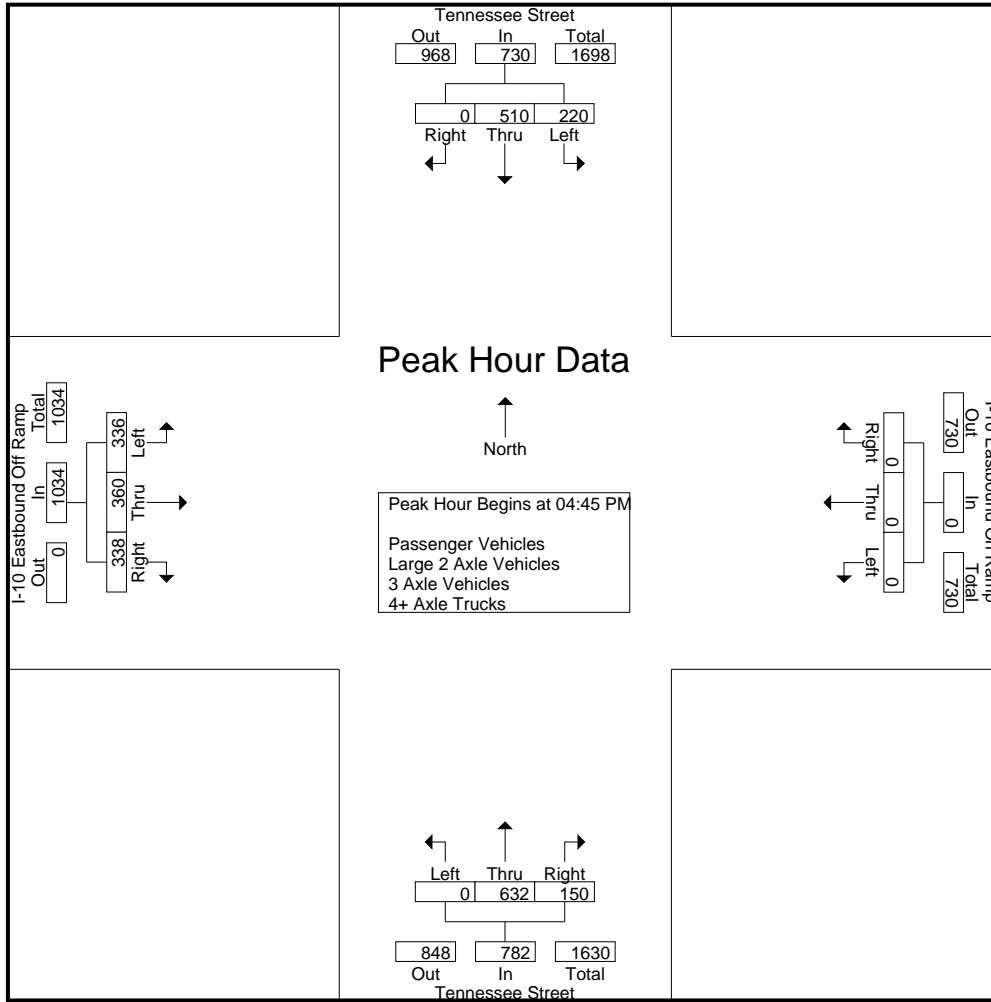 Tennessee Street
Out In Total
968 730 1698
0 510 220
Right Thru Left
Peak Hour Data
North
I-10 Eastbound Off Ramp
Total In Out
1034 1034 0
336 360 338
Left Thru Right
Peak Hour Begins at 04:45 PM
Passenger Vehicles
Large 2 Axle Vehicles
3 Axle Vehicles
4+ Axle Trucks
Right Thru Left
0 0 0
730 0 730
Out In Total
I-10 Eastbound On Ramp
Left Thru Right
0 632 150
848 782 1630
Out In Total
Tennessee Street